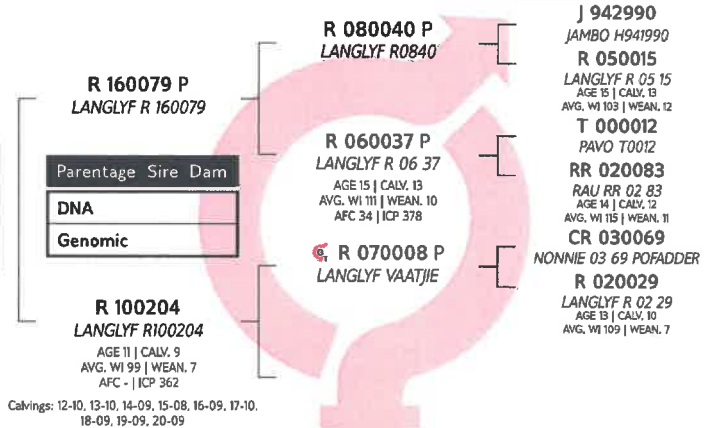 R 160079 P
LANGLYF R 160079
Parentage Sire Dam
DNA
Genomic
R 100204
LANGLYF R100204
AGE 11 | CALV. 9
AVG. WI 99 | WEAN. 7
AFC - | ICP 362
Calvings: 12-10, 13-10, 14-09, 15-08, 16-09, 17-10,
18-09, 19-09, 20-09
R 080040 P
LANGLYF R0840
R 060037 P
LANGLYF R 06 37
AGE 15 | CALV. 13
AVG. WI 111 | WEAN. 10
AFC 34 | ICP 378
R 070008 P
LANGLYF VAATJIE
J 942990
JAMBO H941990
R 050015
LANGLYF R 05 15
AGE 15 | CALV. 13
AVG. WI 103 | WEAN. 12
T 000012
PAVO T0012
RR 020083
RAU RR 02 83
AGE 14 | CALV. 12
AVG. WI 115 | WEAN. 11
CR 030069
NONNIE 03 69 POFADDER
R 020029
LANGLYF R 02 29
AGE 13 | CALV. 10
AVG. WI 109 | WEAN. 7